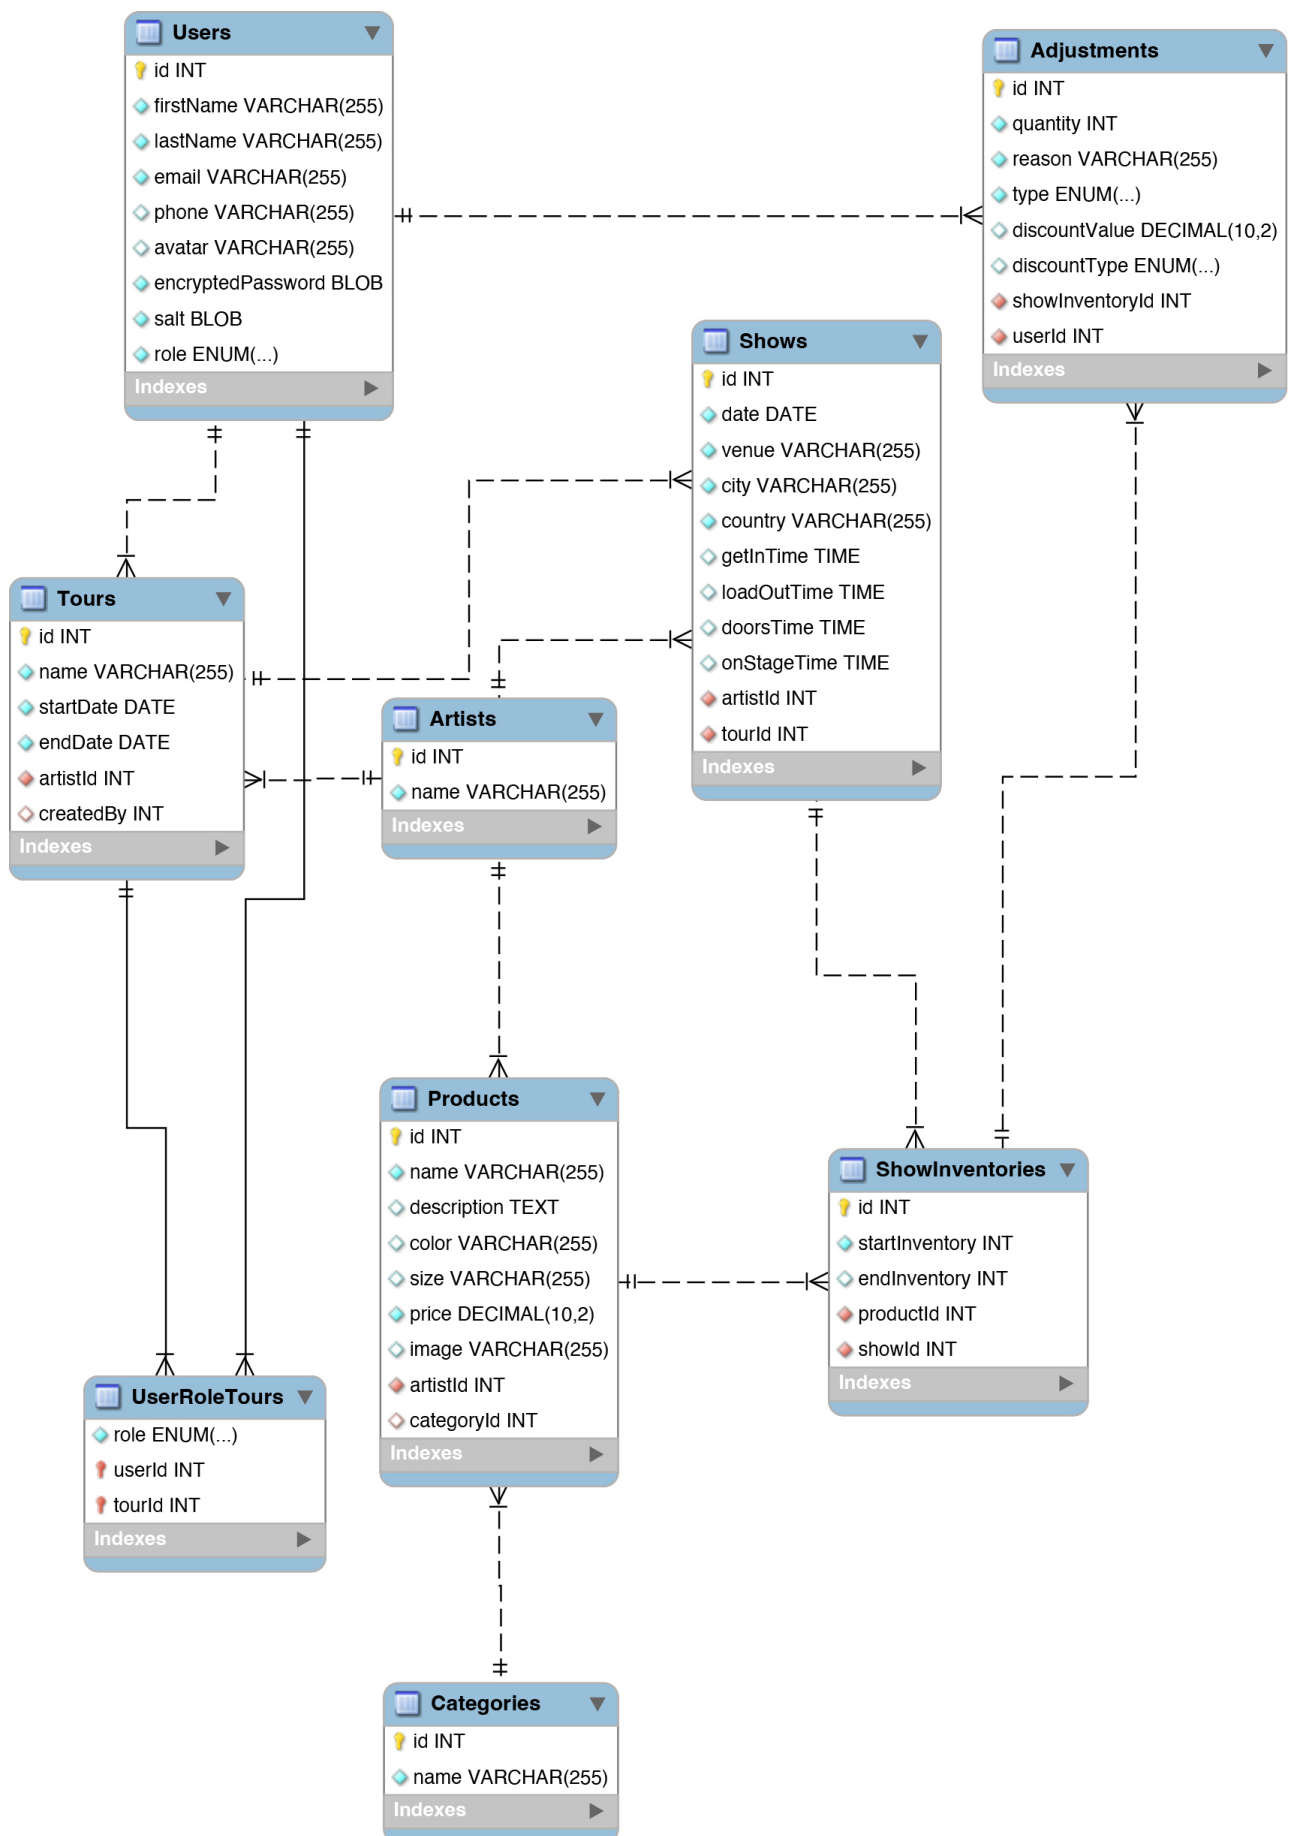 Users
id INT
firstName VARCHAR(255)
lastName VARCHAR(255)
email VARCHAR(255)
phone VARCHAR(255)
avatar VARCHAR(255)
encryptedPassword BLOB
salt BLOB
role ENUM(...)
Indexes
Adjustments
id INT
quantity INT
reason VARCHAR(255)
type ENUM(...)
discountValue DECIMAL(10,2)
discountType ENUM(...)
showInventoryId INT
userId INT
Indexes
Shows
id INT
date DATE
venue VARCHAR(255)
city VARCHAR(255)
country VARCHAR(255)
getInTime TIME
loadOutTime TIME
doorsTime TIME
onStageTime TIME
artistId INT
tourId INT
Indexes
Tours
id INT
name VARCHAR(255)
startDate DATE
endDate DATE
artistId INT
createdBy INT
Indexes
Artists
id INT
name VARCHAR(255)
Indexes
Products
id INT
name VARCHAR(255)
description TEXT
color VARCHAR(255)
size VARCHAR(255)
price DECIMAL(10,2)
image VARCHAR(255)
artistId INT
categoryId INT
Indexes
ShowInventories
id INT
startInventory INT
endInventory INT
productId INT
showId INT
Indexes
UserRoleTours
role ENUM(...)
userId INT
tourId INT
Indexes
Categories
id INT
name VARCHAR(255)
Indexes